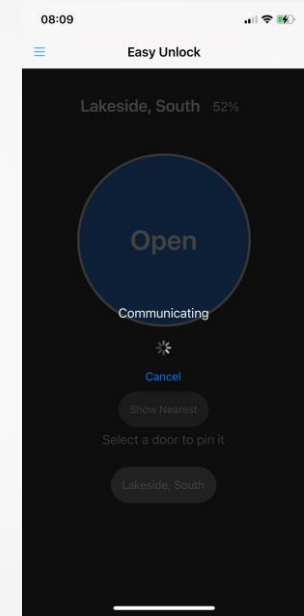 08:09
Easy Unlock
Lakeside, South 52%
Open
Communicating
Cancel
Show Nearest
Select a door to pin it
Lakeside, South